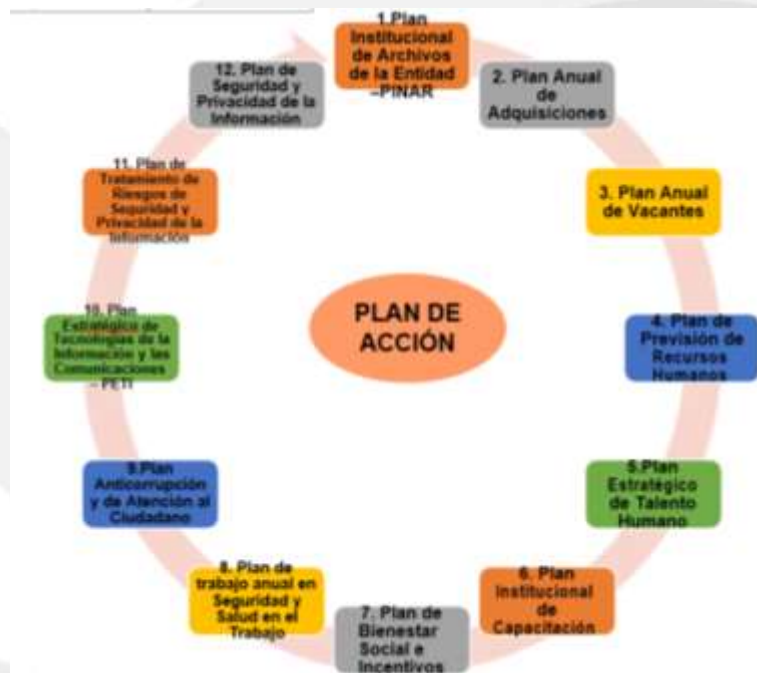 1.Plan
Institucional
de Archivos
de la Entidad
–PINAR
2. Plan Anual
de
Adquisiciones
3. Plan Anual
de Vacantes
4. Plan de
Previsión de
Recursos
Humanos
5.Plan
Estratégico
de Talento
Humano
6. Plan
Institucional
de
Capacitación
7. Plan de
Bienestar
Social e
Incentivos
8. Plan de
trabajo anual en
Seguridad y
Salud en el
Trabajo
9.Plan
Anticorrupción
y de Atención al
Ciudadano
10. Plan
Estratégico de
Tecnologías de la
Información y las
Comunicaciones
– PETI
11. Plan de
Tratamiento de
Riesgos de
Seguridad y
Privacidad de la
Información
12. Plan de
Seguridad y
Privacidad de la
Información
PLAN DE
ACCIÓN